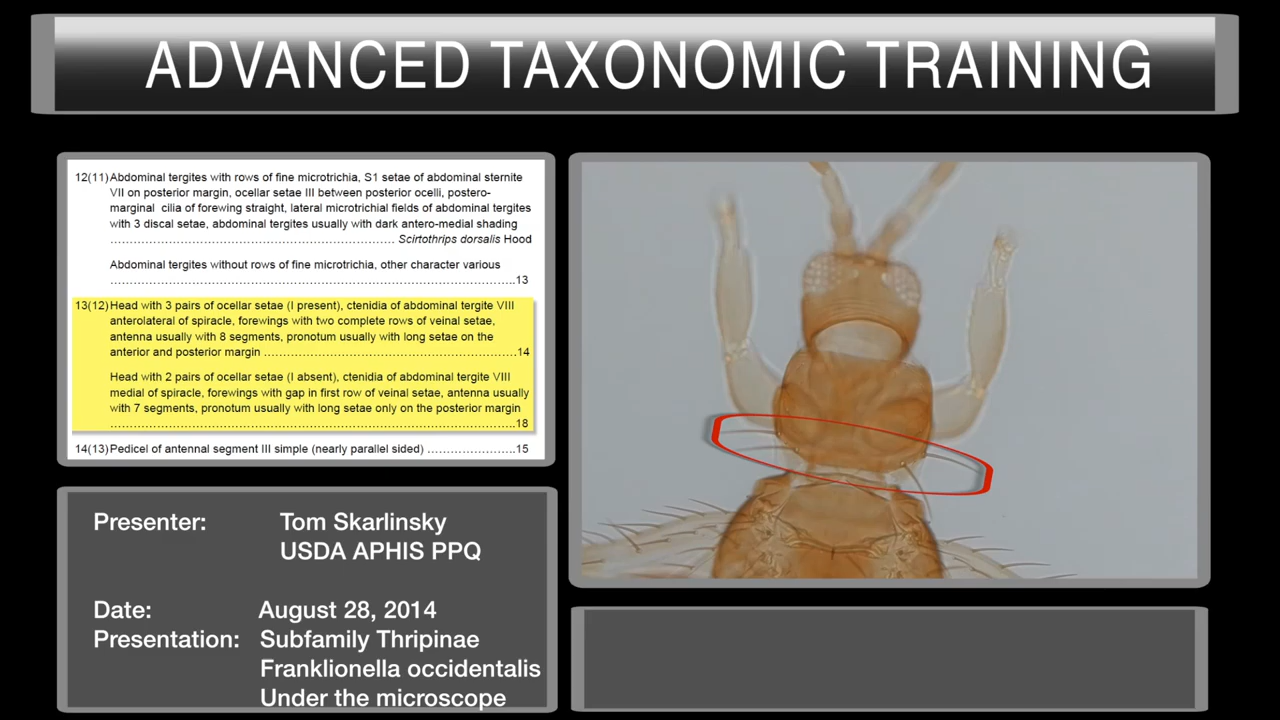 ADVANCED TAXONOMIC TRAINING
12(11) Abdominal tergites with rows of fine microtrichia, S1 setae of abdominal sternite
VII on posterior margin, ocellar setae III between posterior ocelli, postero-
marginal cilia of forewing straight, lateral microtrichial fields of abdominal tergites
with 3 discal setae, abdominal tergites usually with dark antero-medial shading
........................................................................ Scirtothrips dorsalis Hood
Abdominal tergites without rows of fine microtrichia, other character various
....................................................................................................13
13(12) Head with 3 pairs of ocellar setae (I present), ctenidia of abdominal tergite VIII
anterolateral of spiracle, forewings with two complete rows of veinal setae,
antenna usually with 8 segments, pronotum usually with long setae on the
anterior and posterior margin ..............................................................14
Head with 2 pairs of ocellar setae (I absent), ctenidia of abdominal tergite VIII
medial of spiracle, forewings with gap in first row of veinal setae, antenna usually
with 7 segments, pronotum usually with long setae only on the posterior margin
....................................................................................................18
14(13) Pedicel of antennal segment III simple (nearly parallel sided) ......................15
Presenter: Tom Skarlinsky
USDA APHIS PPQ
Date: August 28, 2014
Presentation: Subfamily Thripinae
Franklionella occidentalis
Under the microscope